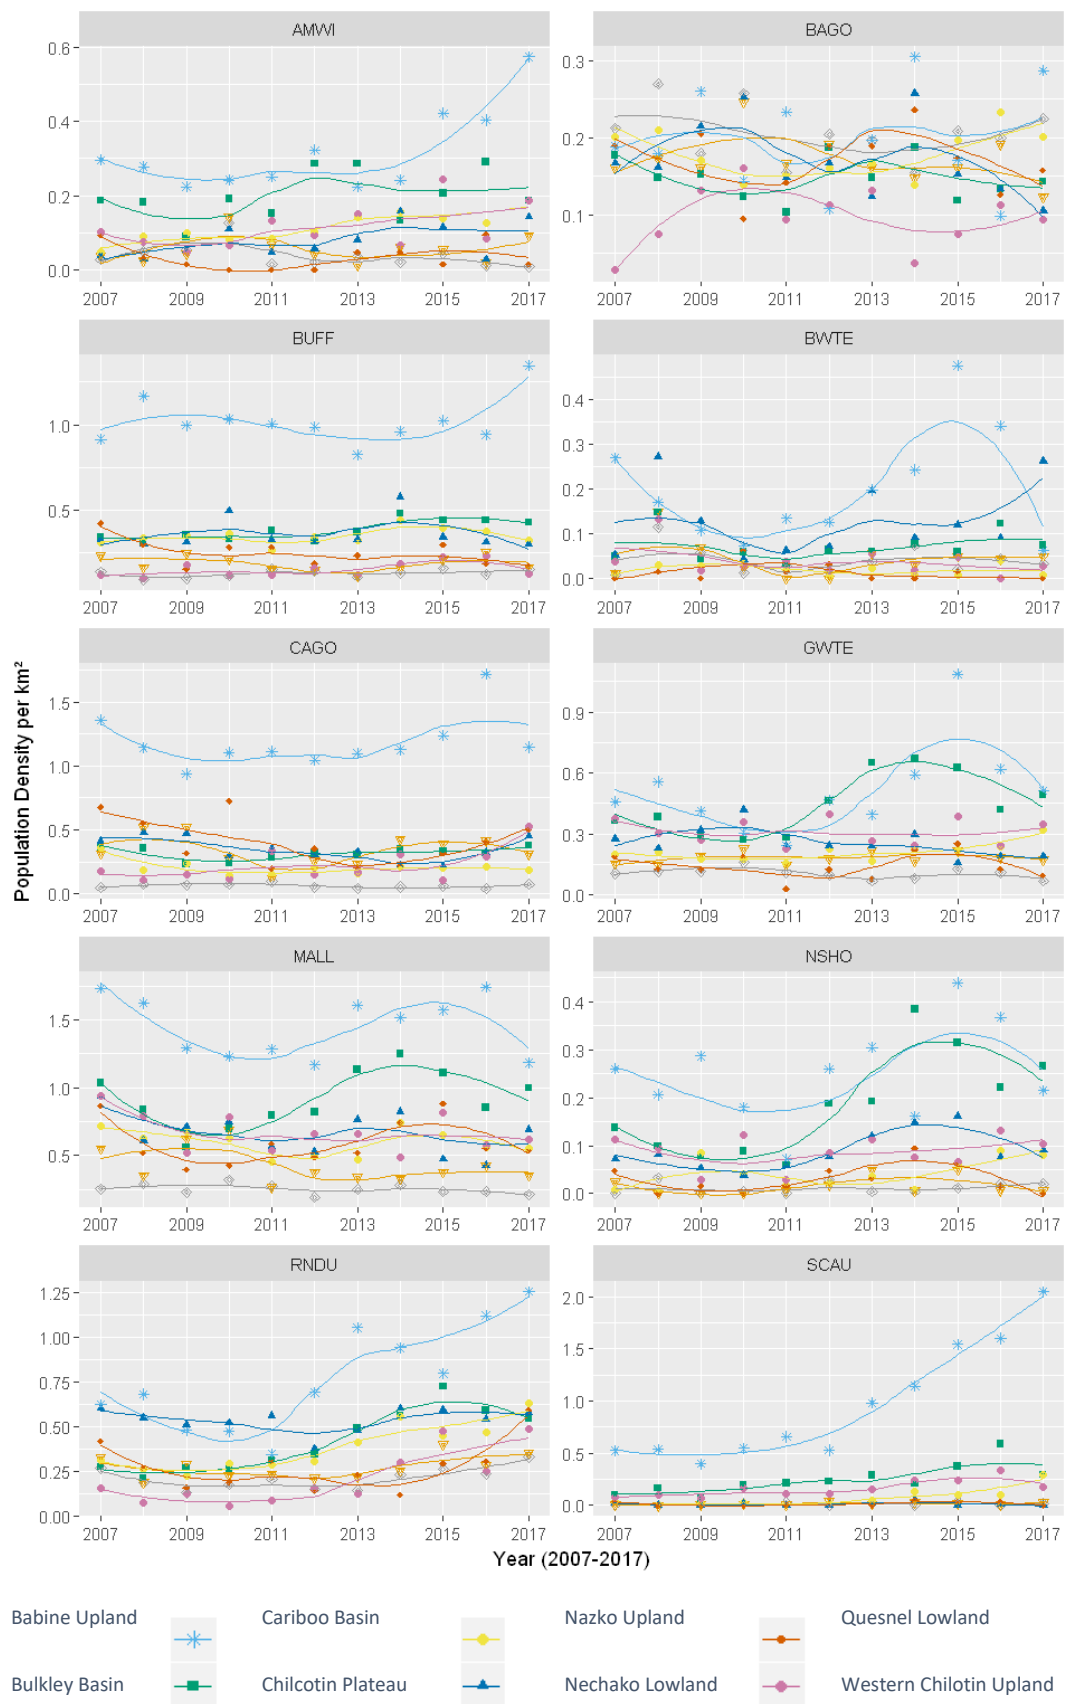 AMWI BAGO
0.6
0.4
0.2
0.0
0.3
0.2
0.1
2007 2009 2011 2013 2015 2017 2007 2009 2011 2013 2015 2017
BUFF BWTE
1.0
0.5
0.4
0.3
0.2
0.1
0.0
2007 2009 2011 2013 2015 2017 2007 2009 2011 2013 2015 2017
CAGO GWTE
1.5
1.0
0.5
0.0
0.9
0.6
0.3
0.0
2007 2009 2011 2013 2015 2017 2007 2009 2011 2013 2015 2017
Population Density per km²
MALL NSHO
1.5
1.0
0.5
0.4
0.3
0.2
0.1
0.0
2007 2009 2011 2013 2015 2017 2007 2009 2011 2013 2015 2017
RNDU SCAU
1.25
1.00
0.75
0.50
0.25
0.00
2.0
1.5
1.0
0.5
0.0
2007 2009 2011 2013 2015 2017 2007 2009 2011 2013 2015 2017
Year (2007-2017)
Babine Upland Cariboo Basin Nazko Upland Quesnel Lowland
Bulkley Basin Chilcotin Plateau Nechako Lowland Western Chilotin Upland